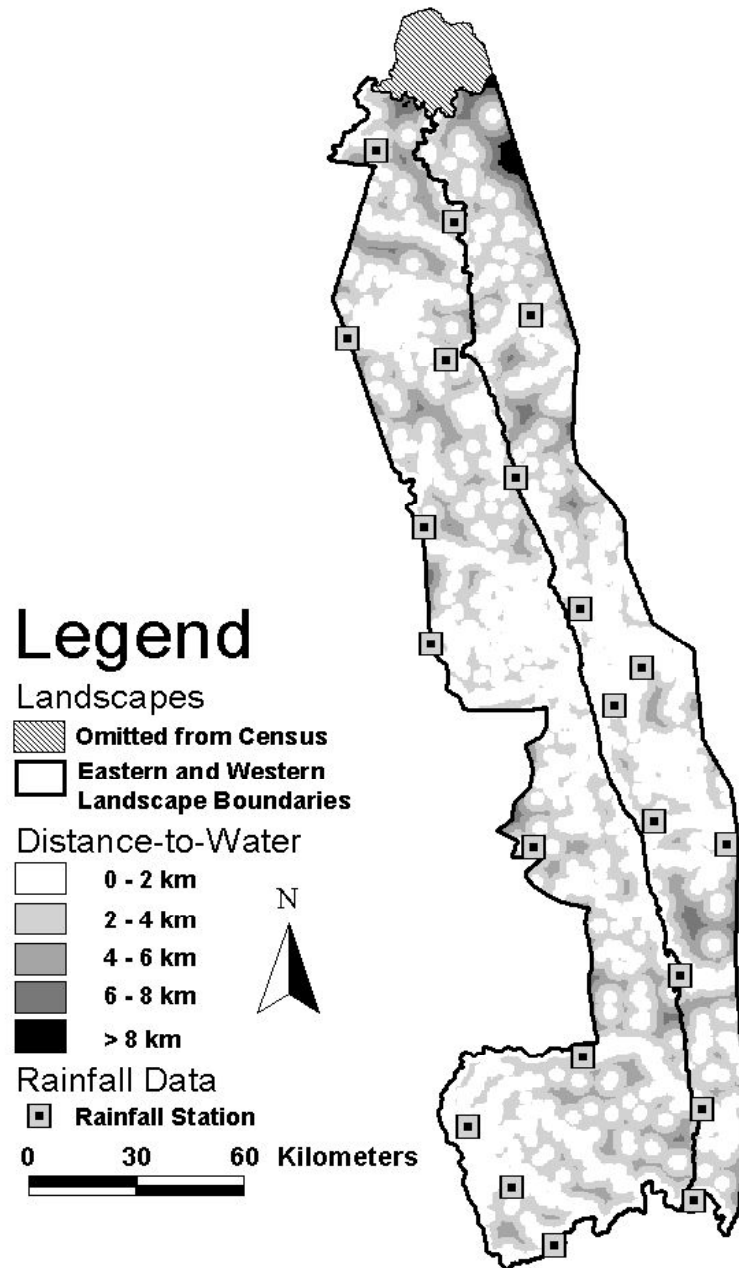 Legend
Landscapes
Omitted from Census
Eastern and Western
Landscape Boundaries
Distance-to-Water
0 - 2 km
2 - 4 km
4 - 6 km
6 - 8 km
> 8 km
N
Rainfall Data
Rainfall Station
0 30 60 Kilometers